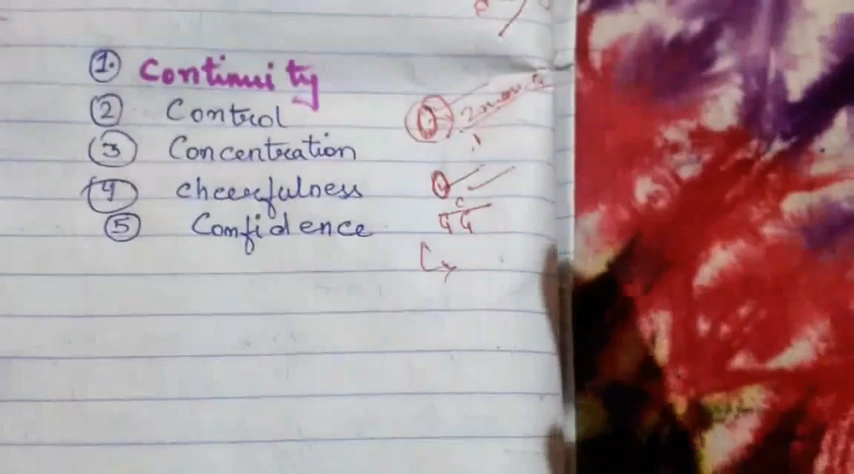 1. Continuity
2 Control
3 Concentration
4 cheerfulness
5 Confidence